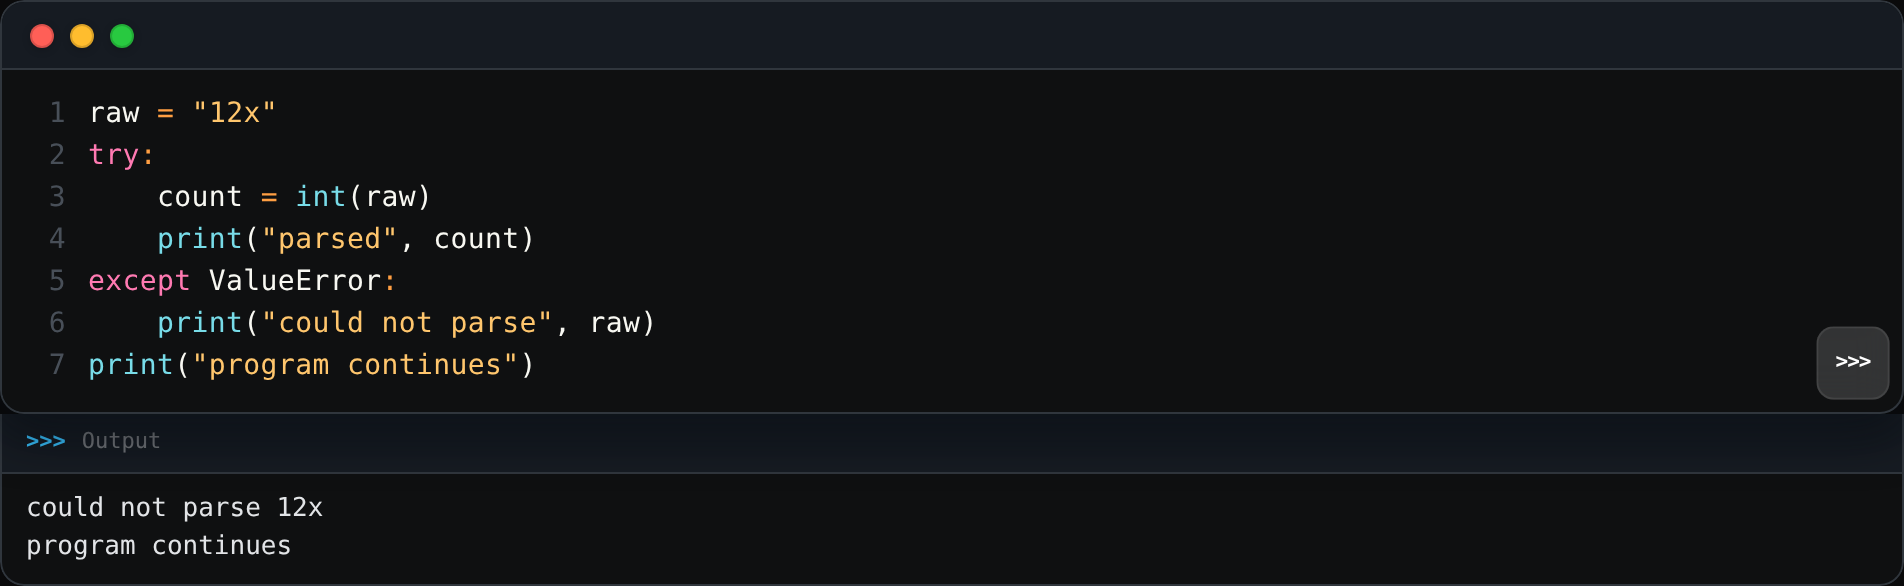 1 raw = "12x"
2 try:
3     count = int(raw)
4     print("parsed", count)
5 except ValueError:
6     print("could not parse", raw)
7 print("program continues")
>>>
>>> Output
could not parse 12x
program continues